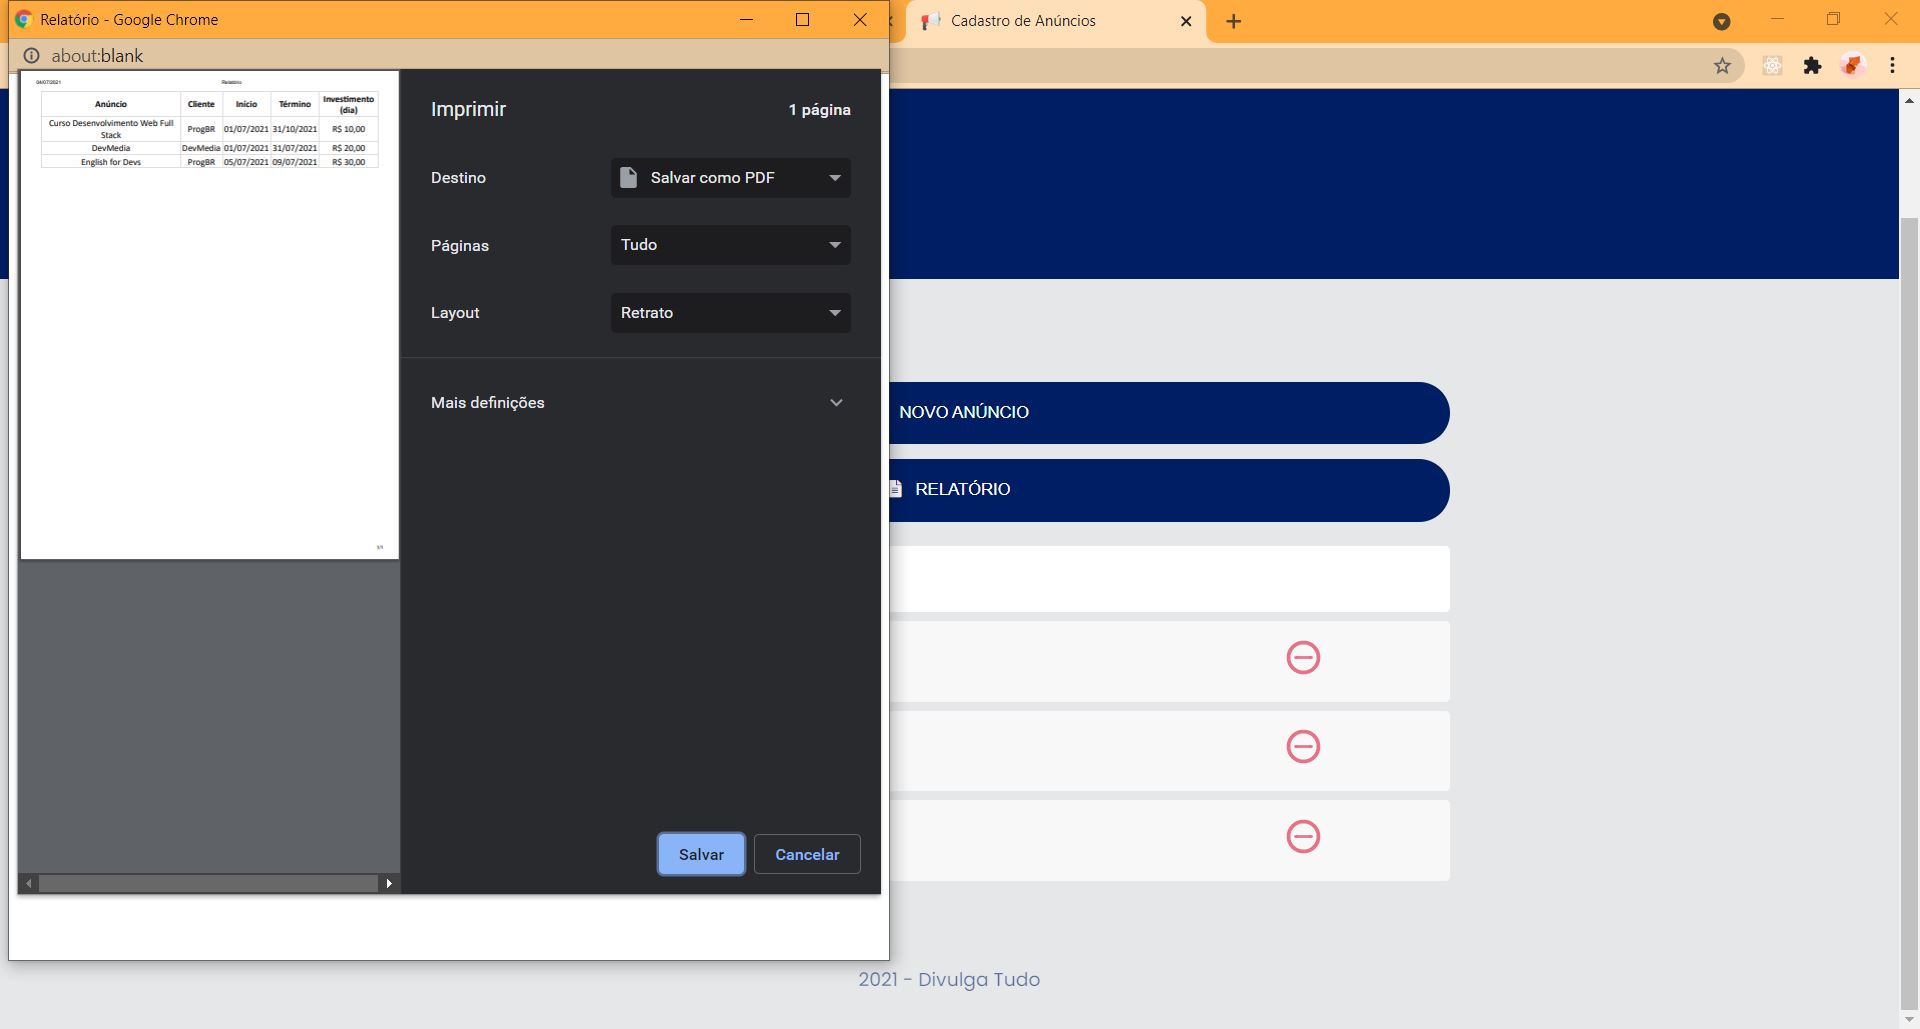 Relatório - Google Chrome
about:blank
04/07/2021 Relatório
Anúncio Cliente Início Término Investimento (dia)
Curso Desenvolvimento Web Full Stack ProgBR 01/07/2021 31/10/2021 R$ 10,00
DevMedia DevMedia 01/07/2021 31/07/2021 R$ 20,00
English for Devs ProgBR 05/07/2021 09/07/2021 R$ 30,00
1/1
Imprimir 1 página
Destino Salvar como PDF
Páginas Tudo
Layout Retrato
Mais definições
Salvar Cancelar
Cadastro de Anúncios
NOVO ANÚNCIO
RELATÓRIO
2021 - Divulga Tudo